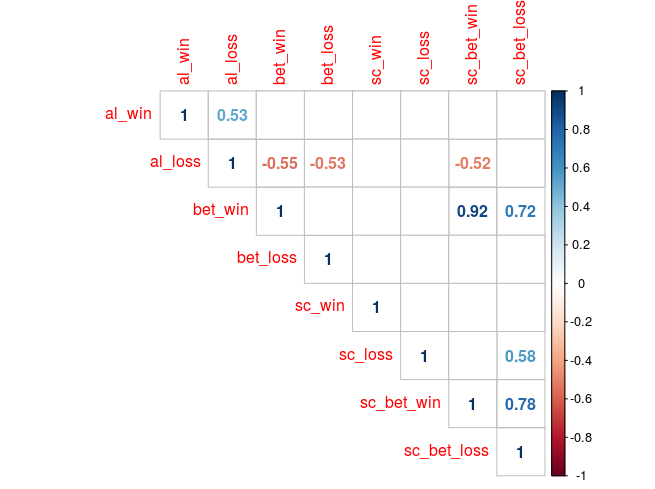 al_win al_loss bet_win bet_loss sc_win sc_loss sc_bet_win sc_bet_loss
al_win 1 0.53
al_loss 1 -0.55 -0.53 -0.52
bet_win 1 0.92 0.72
bet_loss 1
sc_win 1
sc_loss 1 0.58
sc_bet_win 1 0.78
sc_bet_loss 1
1
0.8
0.6
0.4
0.2
0
-0.2
-0.4
-0.6
-0.8
-1